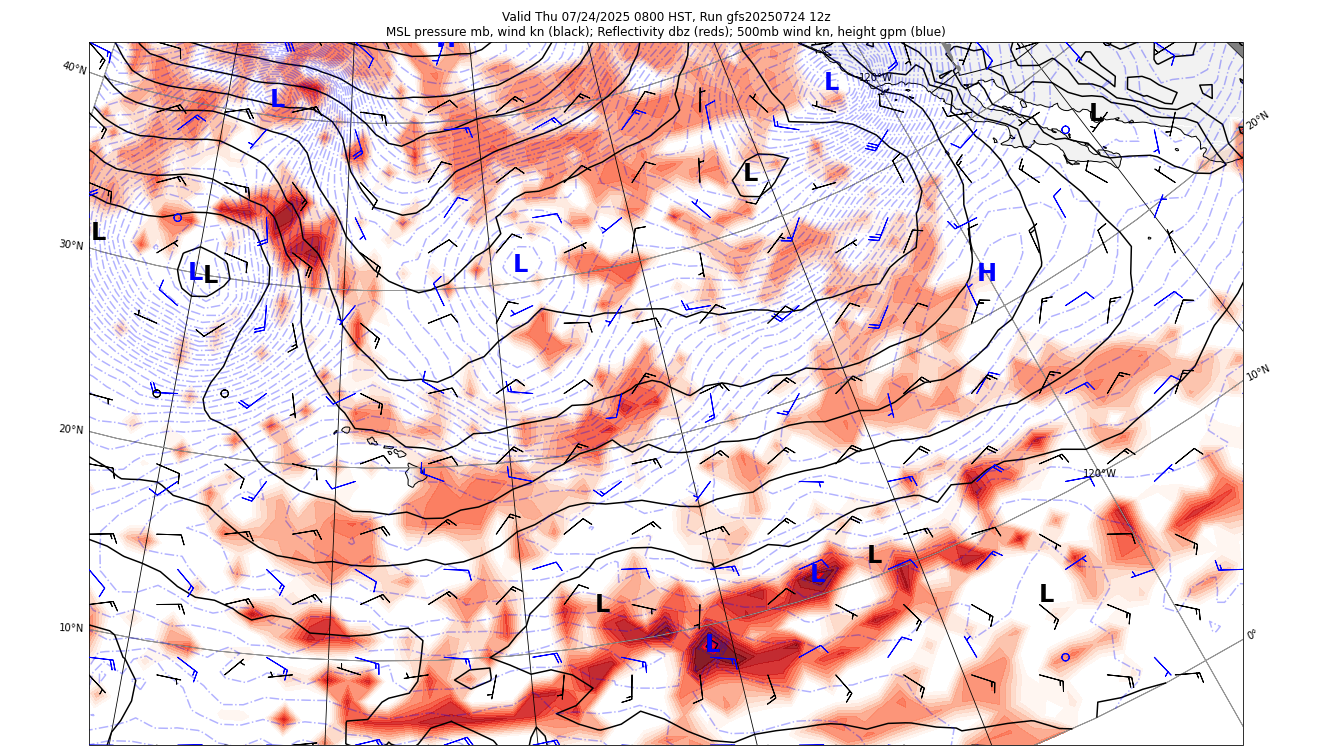 Valid Thu 07/24/2025 0800 HST, Run gfs20250724 12z
MSL pressure mb, wind kn (black); Reflectivity dbz (reds); 500mb wind kn, height gpm (blue)
H
40°N
L
L
120°W
L
20°N
L
L
30°N
L
L
L
H
10°N
20°N
120°W
L
L
L
L
10°N
L
0°